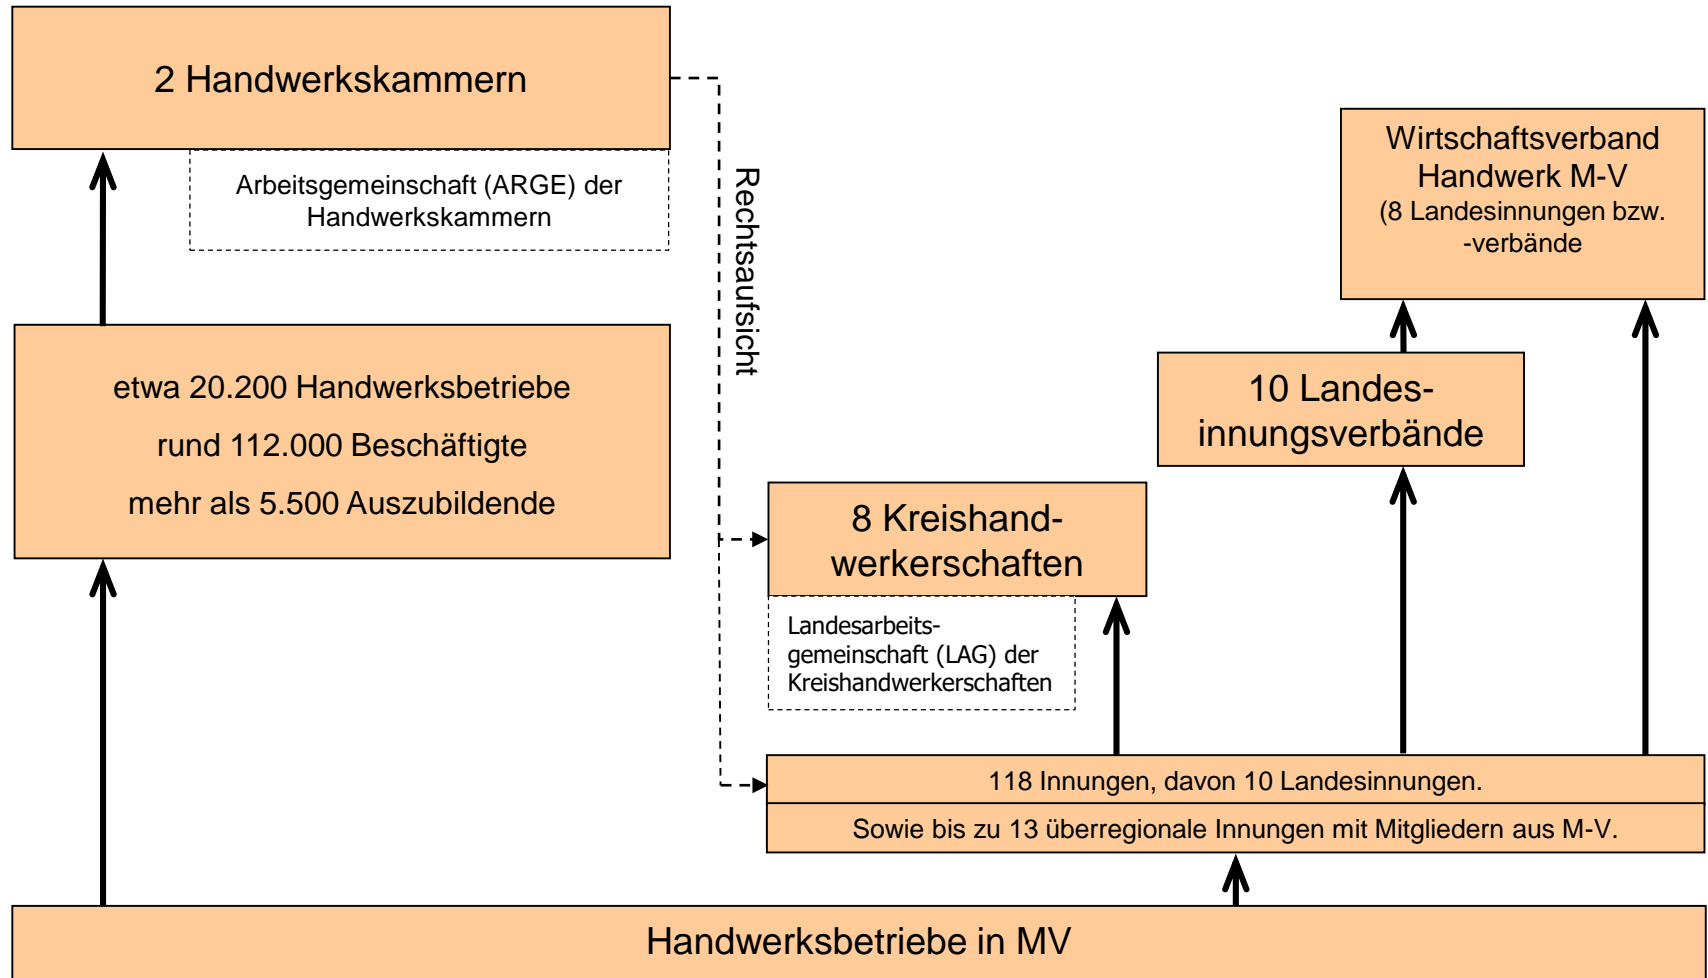 2 Handwerkskammern
Arbeitsgemeinschaft (ARGE) der
Handwerkskammern
Rechtsaufsicht
Wirtschaftsverband
Handwerk M-V
(8 Landesinnungen bzw.
-verbände
etwa 20.200 Handwerksbetriebe
rund 112.000 Beschäftigte
mehr als 5.500 Auszubildende
10 Landes-
innungsverbände
8 Kreishand-
werkerschaften
Landesarbeits-
gemeinschaft (LAG) der
Kreishandwerkerschaften
118 Innungen, davon 10 Landesinnungen.
Sowie bis zu 13 überregionale Innungen mit Mitgliedern aus M-V.
Handwerksbetriebe in MV